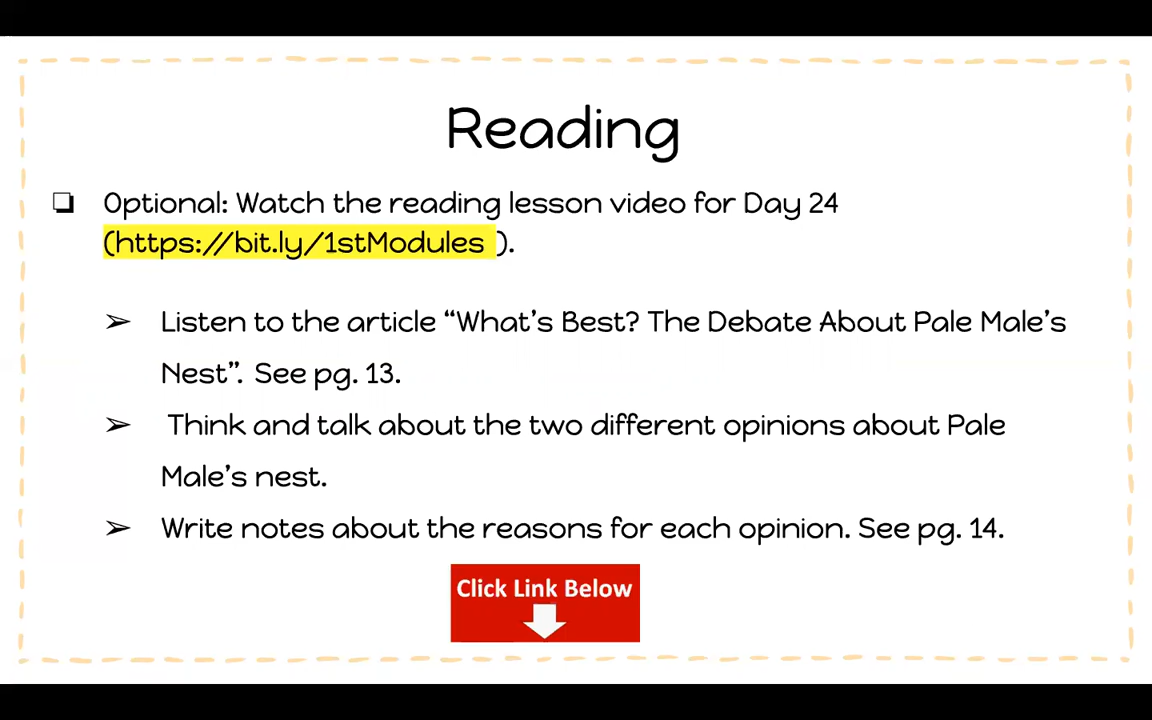 Reading
❏ Optional: Watch the reading lesson video for Day 24
(https://bit.ly/1stModules ).
➢ Listen to the article “What’s Best? The Debate About Pale Male’s
Nest”. See pg. 13.
➢ Think and talk about the two different opinions about Pale
Male’s nest.
➢ Write notes about the reasons for each opinion. See pg. 14.
Click Link Below